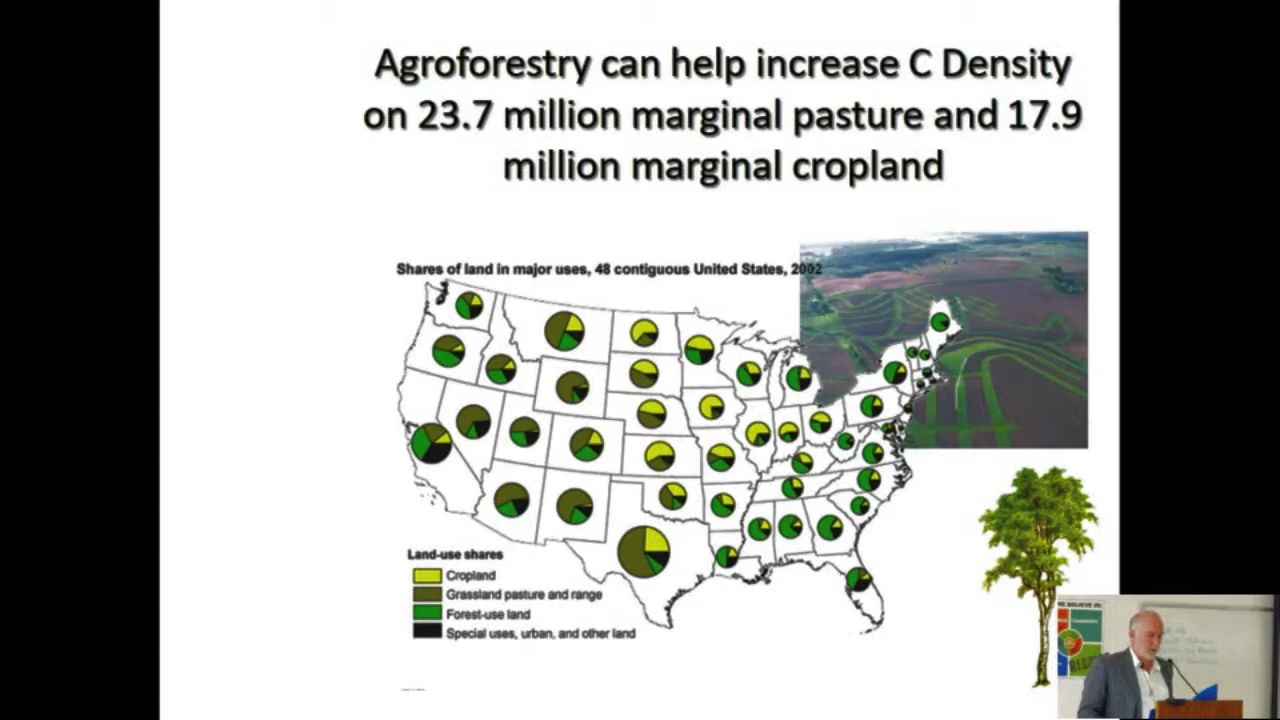 Agroforestry can help increase C Density
on 23.7 million marginal pasture and 17.9
million marginal cropland
Shares of land in major uses, 48 contiguous United States, 2002
Land-use shares
Cropland
Grassland pasture and range
Forest-use land
Special uses, urban, and other land
BELIEVE IN